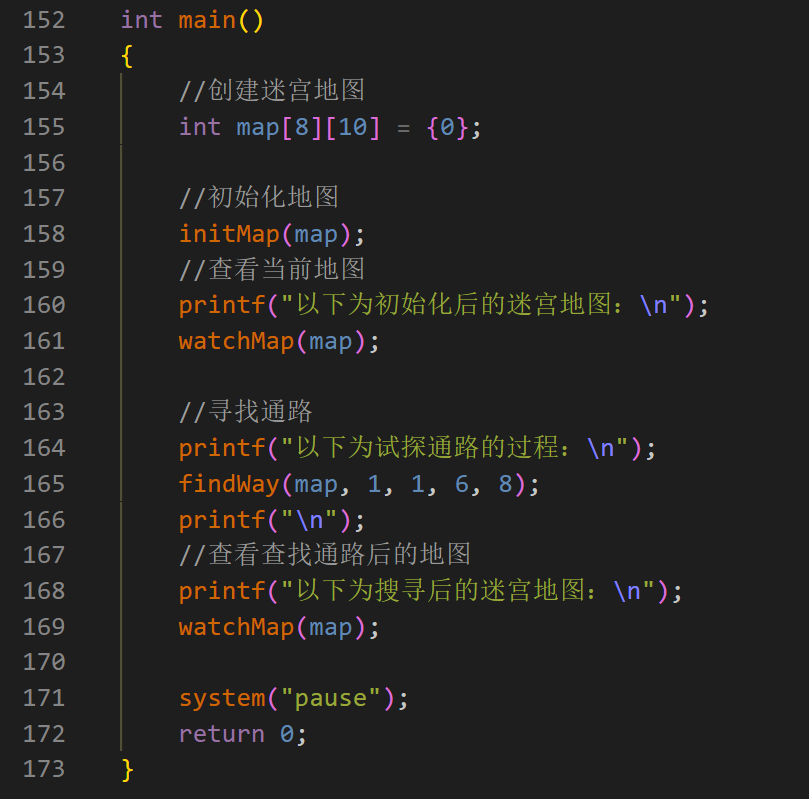 152 int main()
153 {
154     //创建迷宫地图
155     int map[8][10] = {0};
156
157     //初始化地图
158     initMap(map);
159     //查看当前地图
160     printf("以下为初始化后的迷宫地图：\n");
161     watchMap(map);
162
163     //寻找通路
164     printf("以下为试探通路的过程：\n");
165     findWay(map, 1, 1, 6, 8);
166     printf("\n");
167     //查看查找通路后的地图
168     printf("以下为搜寻后的迷宫地图：\n");
169     watchMap(map);
170
171     system("pause");
172     return 0;
173 }